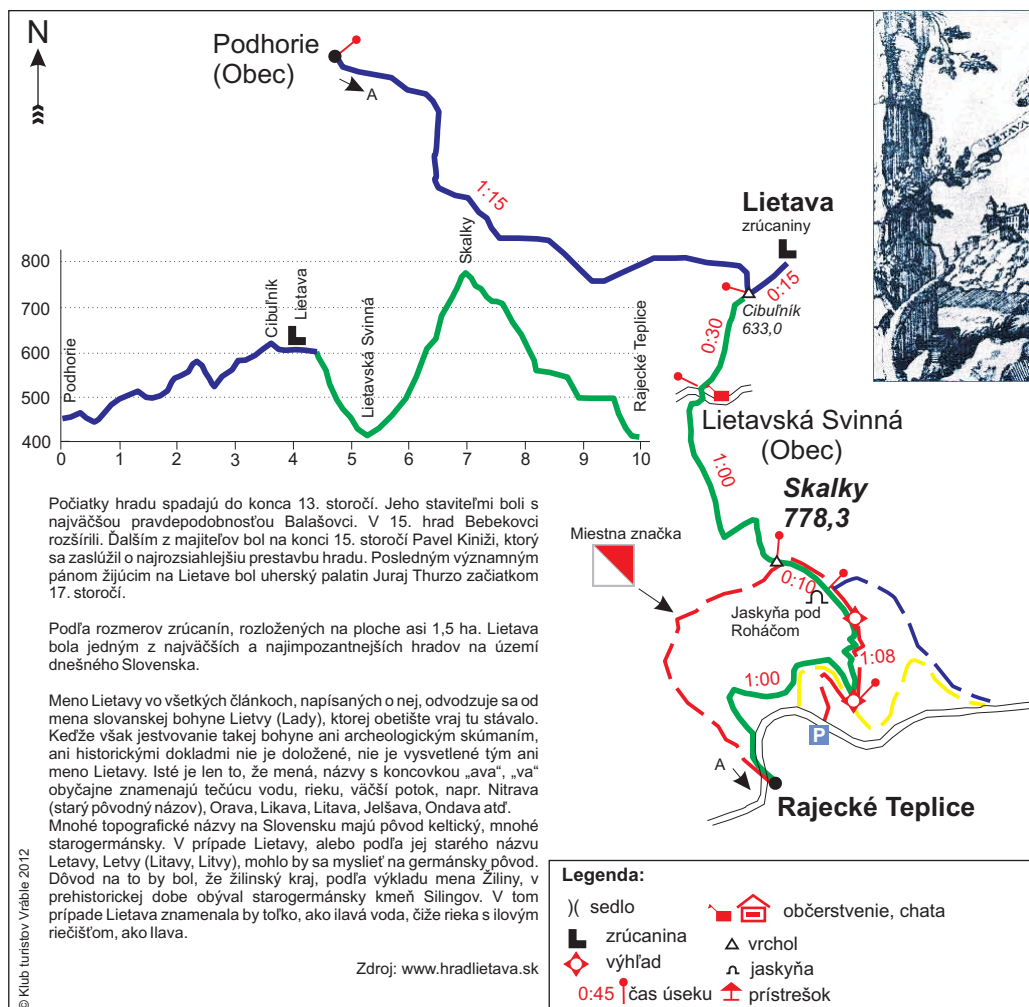 N
Podhorie
(Obec)
A
1:15
Lietava
zrúcaniny
0:15
Cibuľník
633,0
0:30
Lietavská Svinná
(Obec)
1:00
Skalky
778,3
Miestna značka
0:10
Jaskyňa pod
Roháčom
1:08
1:00
P
A
Rajecké Teplice
800
700
600
500
400
0 1 2 3 4 5 6 7 8 9 10
Podhorie
Cibuľník
Lietava
Lietavská Svinná
Skalky
Rajecké Teplice
Počiatky hradu spadajú do konca 13. storočí. Jeho staviteľmi boli s
najväčšou pravdepodobnosťou Balašovci. V 15. hrad Bebekovci
rozšírili. Ďalším z majiteľov bol na konci 15. storočí Pavel Kiniži, ktorý
sa zaslúžil o najrozsiahlejšiu prestavbu hradu. Posledným významným
pánom žijúcim na Lietave bol uherský palatin Juraj Thurzo začiatkom
17. storočí.
Podľa rozmerov zrúcanín, rozložených na ploche asi 1,5 ha. Lietava
bola jedným z najväčších a najimpozantnejších hradov na území
dnešného Slovenska.
Meno Lietavy vo všetkých článkoch, napísaných o nej, odvodzuje sa od
mena slovanskej bohyne Lietvy (Lady), ktorej obetište vraj tu stávalo.
Keďže však jestvovanie takej bohyne ani archeologickým skúmaním,
ani historickými dokladmi nie je doložené, nie je vysvetlené tým ani
meno Lietavy. Isté je len to, že mená, názvy s koncovkou „ava", „va"
obyčajne znamenajú tečúcu vodu, rieku, väčší potok, napr. Nitrava
(starý pôvodný názov), Orava, Likava, Litava, Jelšava, Ondava atď.
Mnohé topografické názvy na Slovensku majú pôvod keltický, mnohé
starogermánsky. V prípade Lietavy, alebo podľa jej starého názvu
Letavy, Letvy (Litavy, Litvy), mohlo by sa myslieť na germánsky pôvod.
Dôvod na to by bol, že žilinský kraj, podľa výkladu mena Žiliny, v
prehistorickej dobe obýval starogermánsky kmeň Silingov. V tom
prípade Lietava znamenala by toľko, ako ilavá voda, čiže rieka s ilovým
riečišťom, ako Ilava.
Zdroj: www.hradlietava.sk
© Klub turistov Vráble 2012
Legenda:
)( sedlo
zrúcanina
výhľad
0:45 čas úseku
občerstvenie, chata
vrchol
jaskyňa
prístrešok